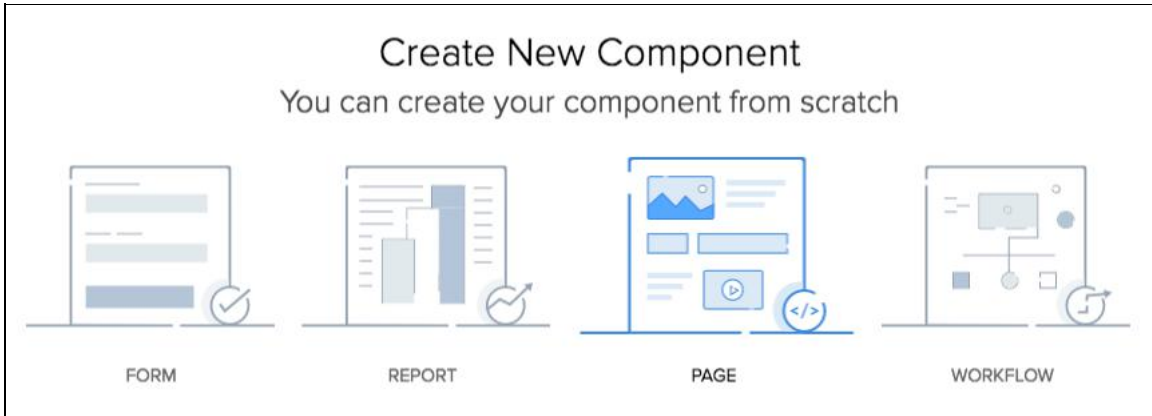 Create New Component
You can create your component from scratch
</>
FORM
REPORT
PAGE
WORKFLOW